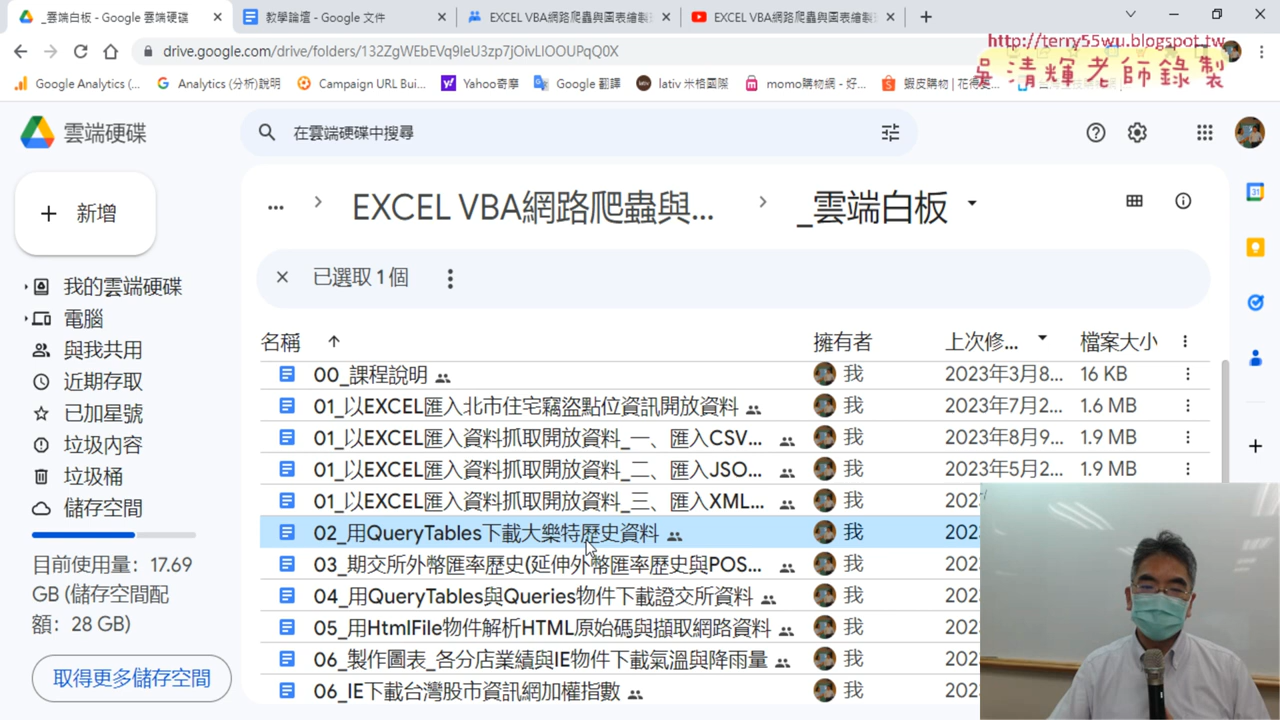 _雲端白板 - Google 雲端硬碟
教學論壇 - Google 文件
EXCEL VBA網路爬蟲與圖表繪製
EXCEL VBA網路爬蟲與圖表繪製
drive.google.com/drive/folders/132ZgWEbEVq9IeU3zp7jOivLIOOUPqQ0X
http://terry55wu.blogspot.tw
吳清輝老師錄製
Google Analytics (...
Analytics (分析)說明
Campaign URL Bui...
Yahoo奇摩
Google 翻譯
lativ 米格國際
momo購物網 - 好...
蝦皮購物 | 花得更...
雲端硬碟
在雲端硬碟中搜尋
新增
... > EXCEL VBA網路爬蟲與... > _雲端白板
已選取 1 個
我的雲端硬碟
電腦
與我共用
近期存取
已加星號
垃圾內容
垃圾桶
儲存空間
目前使用量：17.69
GB (儲存空間配
額：28 GB)
取得更多儲存空間
名稱 ↑ 擁有者 上次修... 檔案大小
00_課程說明 我 2023年3月8... 16 KB
01_以EXCEL匯入北市住宅竊盜點位資訊開放資料 我 2023年7月2... 1.6 MB
01_以EXCEL匯入資料抓取開放資料_一、匯入CSV... 我 2023年8月9... 1.9 MB
01_以EXCEL匯入資料抓取開放資料_二、匯入JSO... 我 2023年5月2... 1.9 MB
01_以EXCEL匯入資料抓取開放資料_三、匯入XML... 我 202
02_用QueryTables下載大樂特歷史資料 我 202
03_期交所外幣匯率歷史(延伸外幣匯率歷史與POS... 我 202
04_用QueryTables與Queries物件下載證交所資料 我 202
05_用HtmlFile物件解析HTML原始碼與擷取網路資料 我 202
06_製作圖表_各分店業績與IE物件下載氣溫與降雨量 我 202
06_IE下載台灣股市資訊網加權指數 我 202